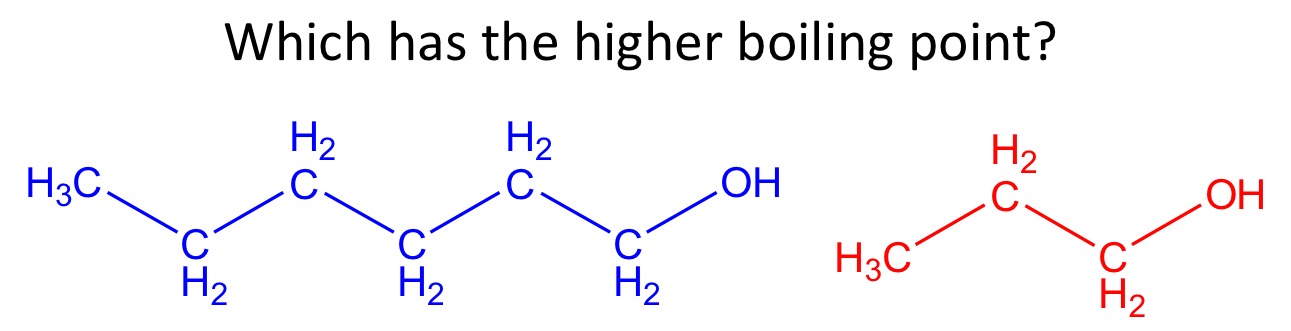 Which has the higher boiling point?
H₂ H₂
H₃C C C OH
C C C
H₂ H₂ H₂
H₂
C OH
H₃C C
H₂